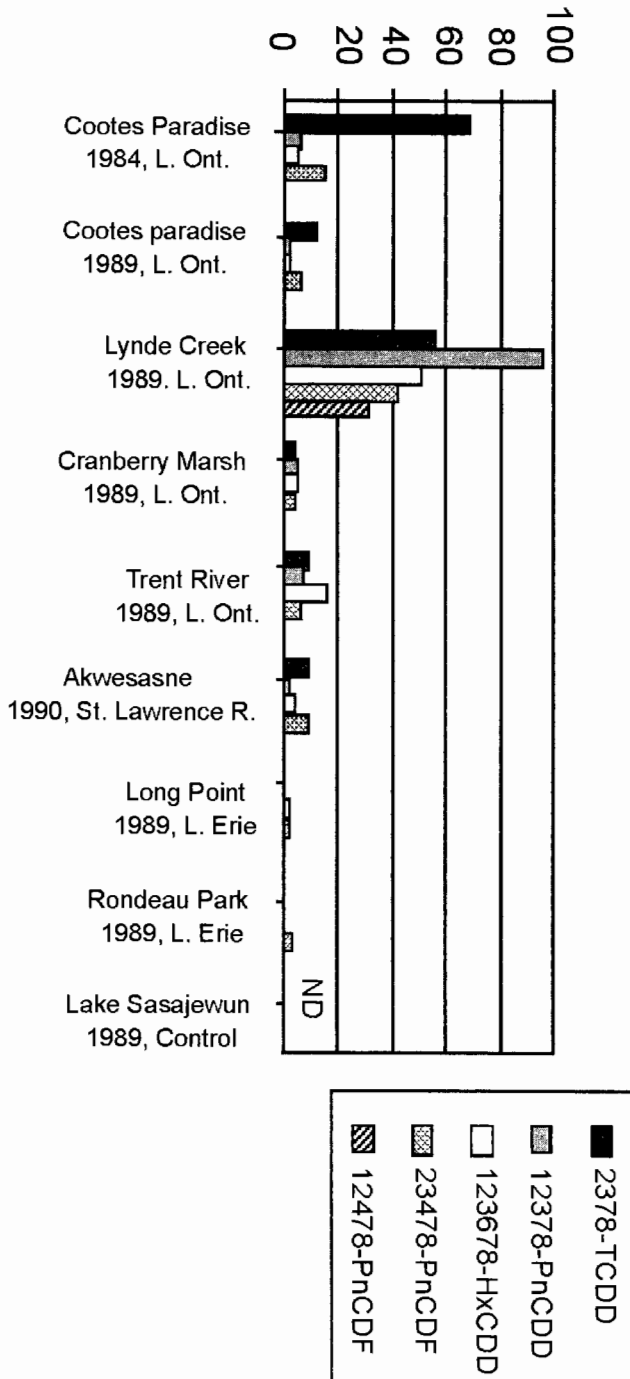 0
20
40
60
80
100
Cootes Paradise
1984, L. Ont.
Cootes paradise
1989, L. Ont.
Lynde Creek
1989. L. Ont.
Cranberry Marsh
1989, L. Ont.
Trent River
1989, L. Ont.
Akwesasne
1990, St. Lawrence R.
Long Point
1989, L. Erie
Rondeau Park
1989, L. Erie
Lake Sasajewun
1989, Control
ND
2378-TCDD
12378-PnCDD
123678-HxCDD
23478-PnCDF
12478-PnCDF